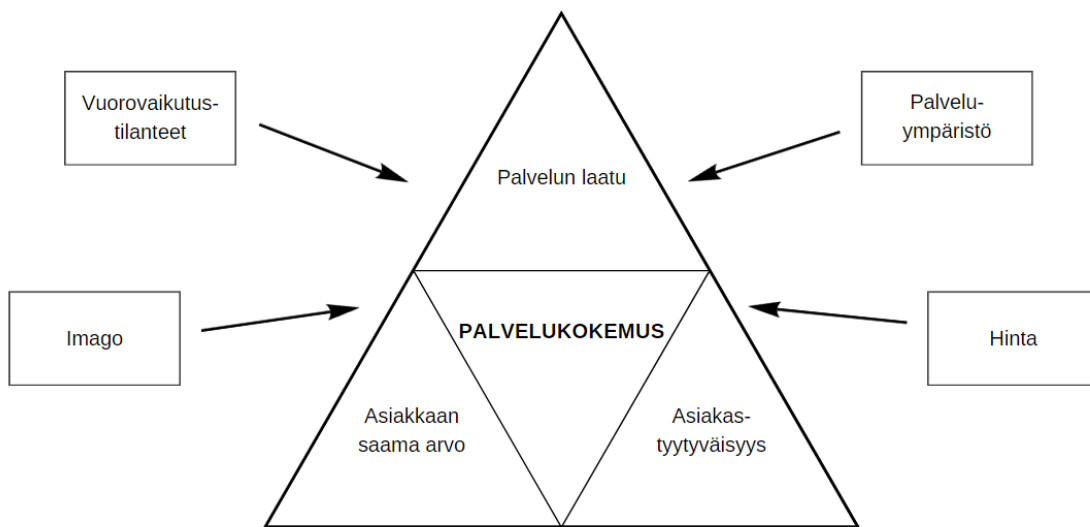 Vuorovaikutus-
tilanteet
Palvelu-
ympäristö
Palvelun laatu
Imago
PALVELUKOKEMUS
Hinta
Asiakkaan
saama arvo
Asiakas-
tyytyväisyys